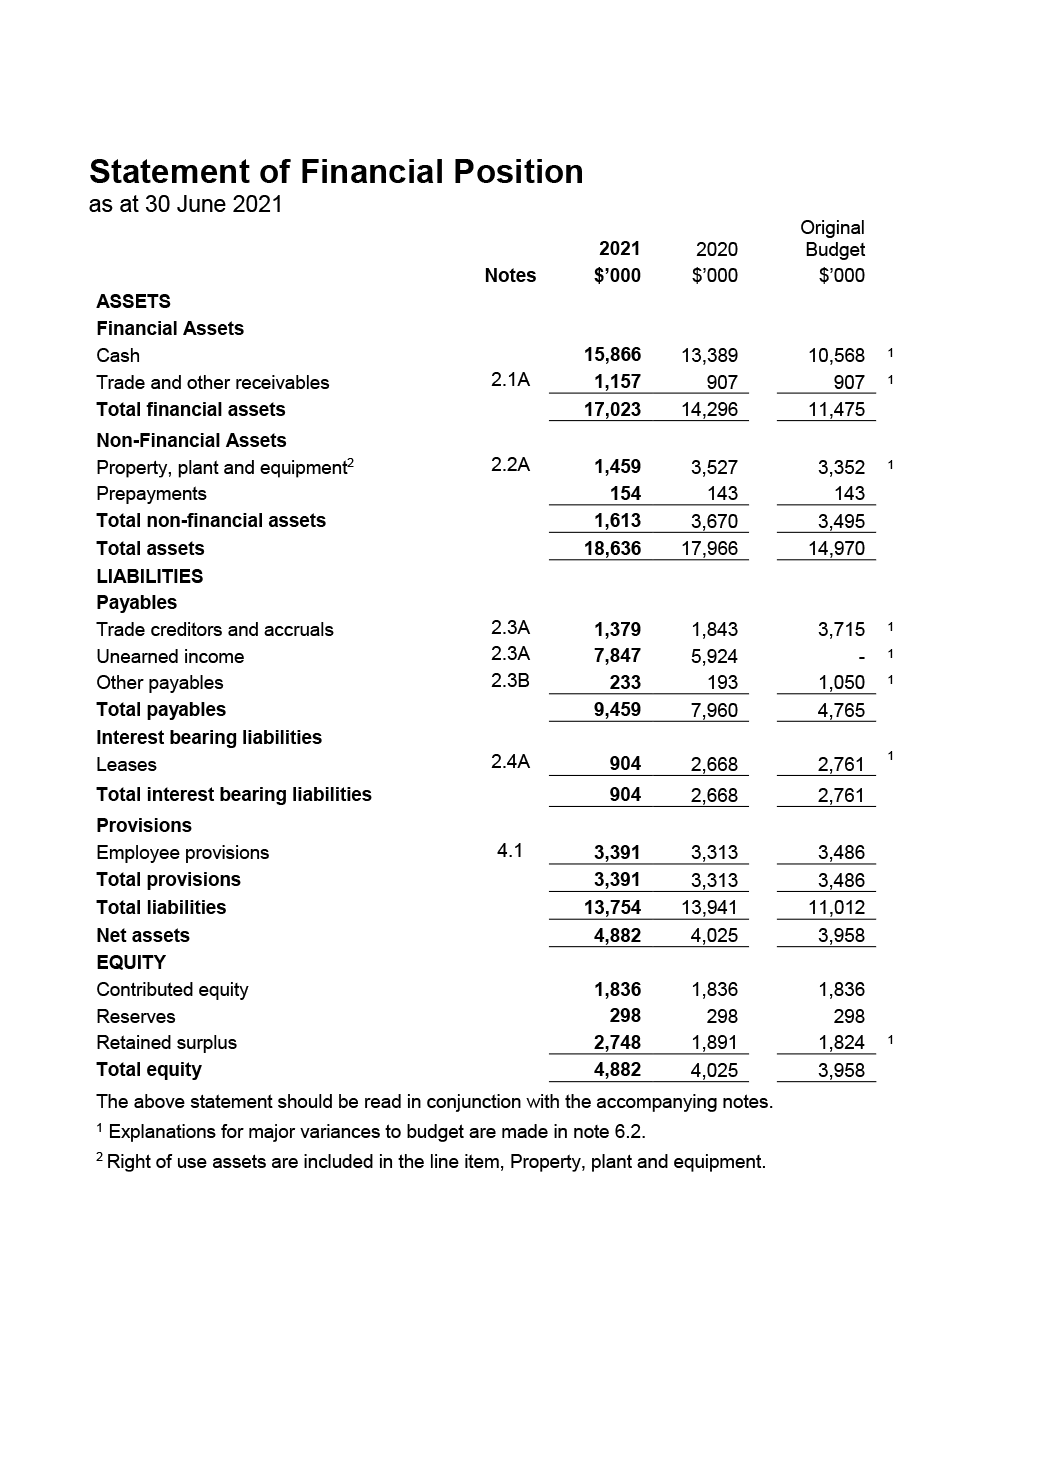 Statement of Financial Position
as at 30 June 2021
Original
2021 2020 Budget
Notes $’000 $’000 $’000
ASSETS
Financial Assets
Cash 15,866 13,389 10,568 1
Trade and other receivables 2.1A 1,157 907 907 1
Total financial assets 17,023 14,296 11,475
Non-Financial Assets
Property, plant and equipment2 2.2A 1,459 3,527 3,352 1
Prepayments 154 143 143
Total non-financial assets 1,613 3,670 3,495
Total assets 18,636 17,966 14,970
LIABILITIES
Payables
Trade creditors and accruals 2.3A 1,379 1,843 3,715 1
Unearned income 2.3A 7,847 5,924 - 1
Other payables 2.3B 233 193 1,050 1
Total payables 9,459 7,960 4,765
Interest bearing liabilities
Leases 2.4A 904 2,668 2,761 1
Total interest bearing liabilities 904 2,668 2,761
Provisions
Employee provisions 4.1 3,391 3,313 3,486
Total provisions 3,391 3,313 3,486
Total liabilities 13,754 13,941 11,012
Net assets 4,882 4,025 3,958
EQUITY
Contributed equity 1,836 1,836 1,836
Reserves 298 298 298
Retained surplus 2,748 1,891 1,824 1
Total equity 4,882 4,025 3,958
The above statement should be read in conjunction with the accompanying notes.
1 Explanations for major variances to budget are made in note 6.2.
2 Right of use assets are included in the line item, Property, plant and equipment.